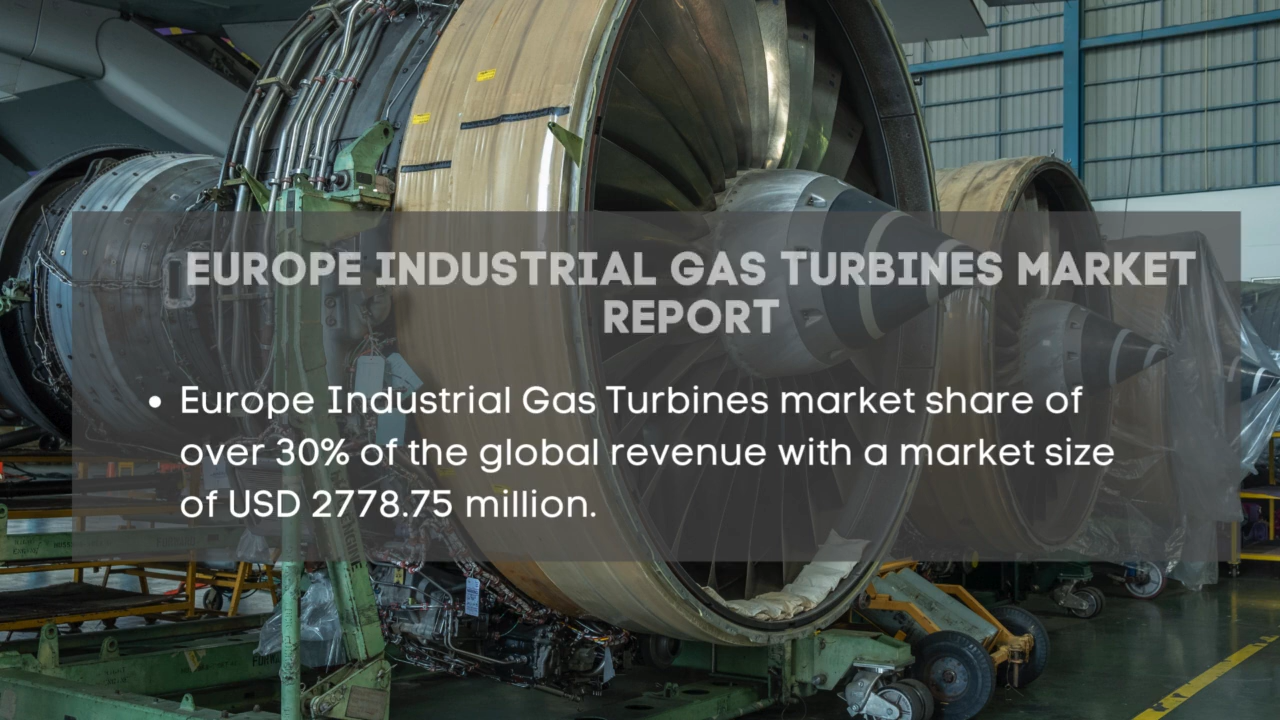 EUROPE INDUSTRIAL GAS TURBINES MARKET
REPORT
• Europe Industrial Gas Turbines market share of
over 30% of the global revenue with a market size
of USD 2778.75 million.